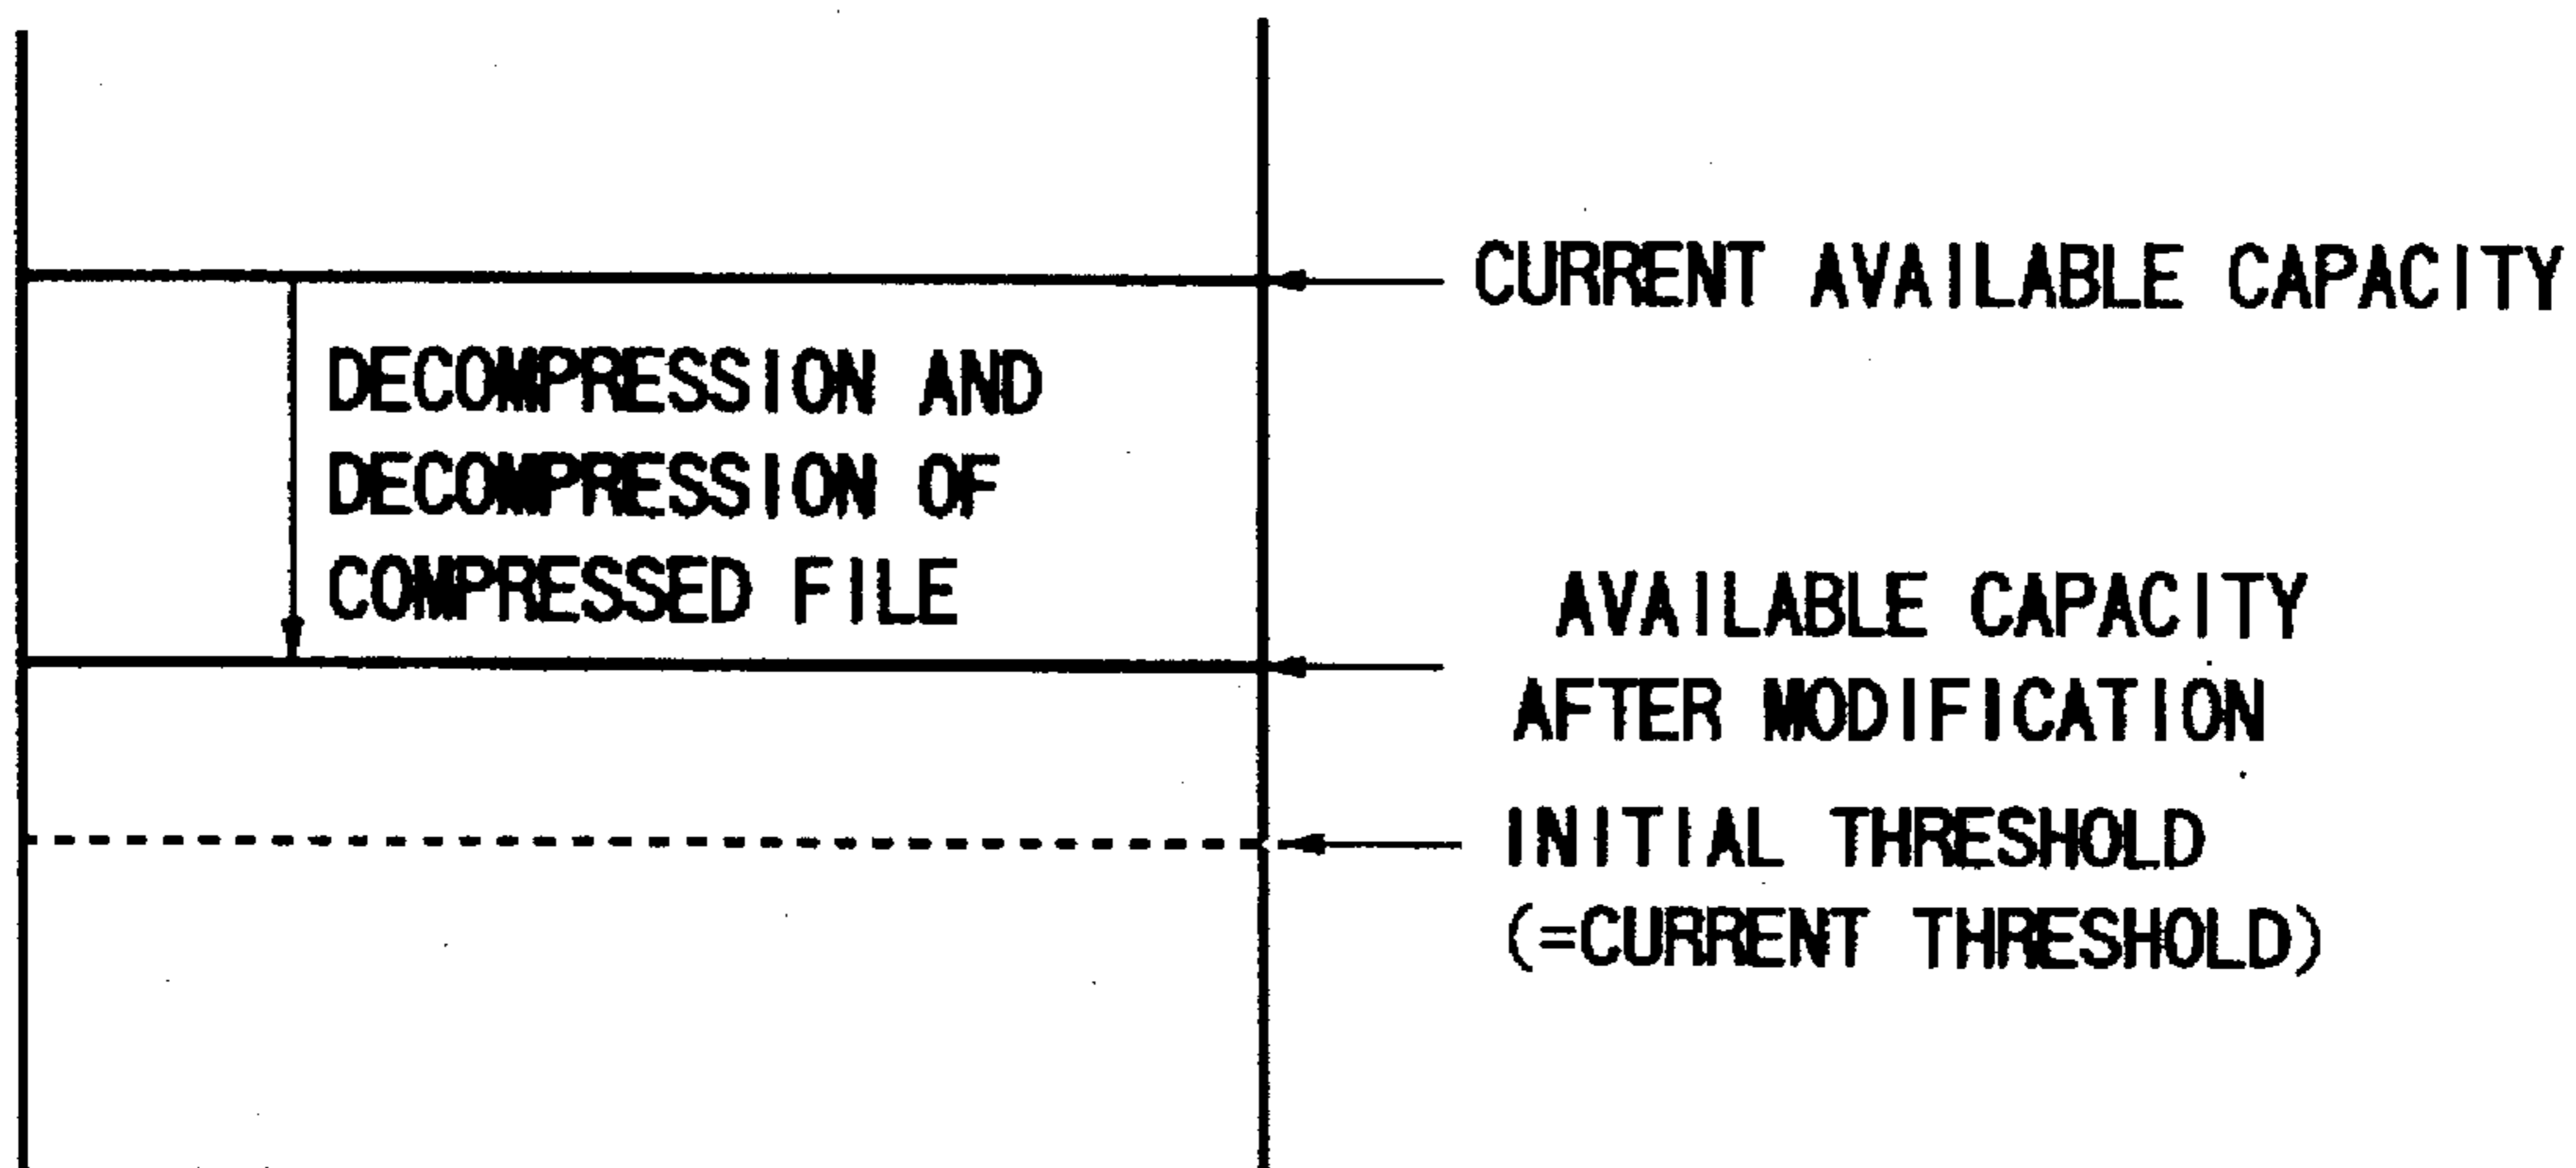 CURRENT AVAILABLE CAPACITY
DECOMPRESSION AND
DECOMPRESSION OF
COMPRESSED FILE
AVAILABLE CAPACITY
AFTER MODIFICATION
INITIAL THRESHOLD
(=CURRENT THRESHOLD)